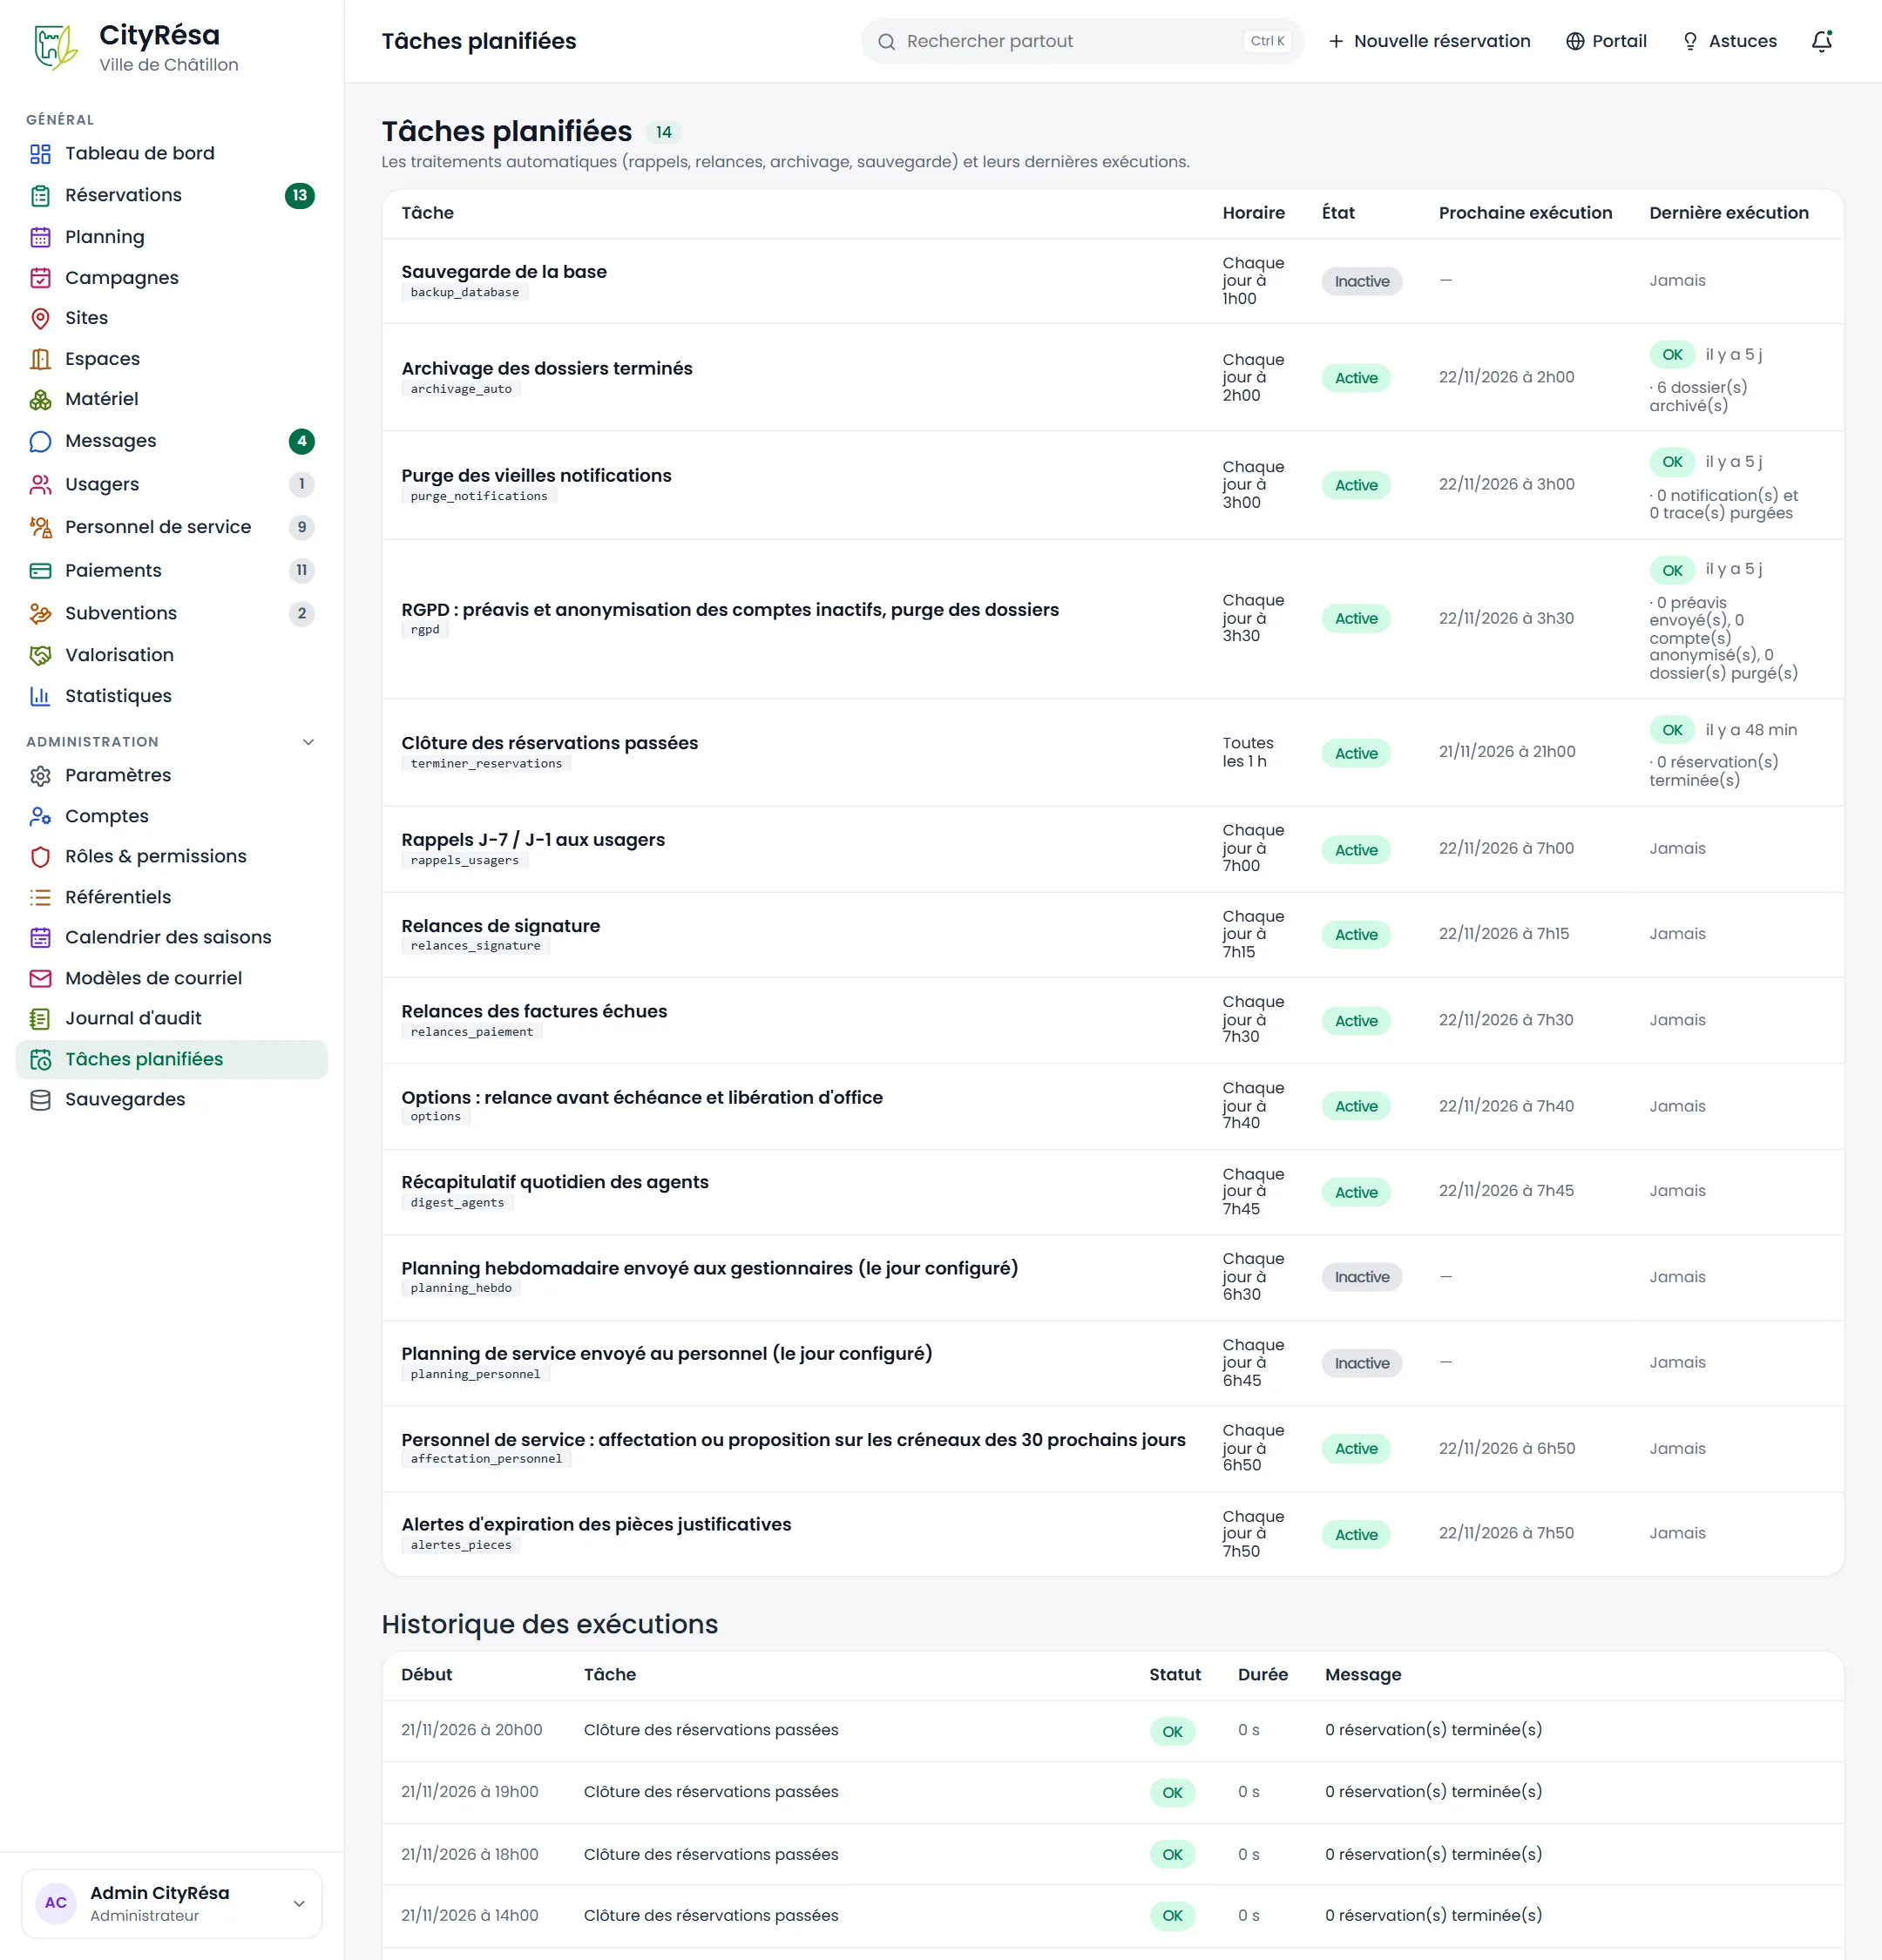 CityRésa
Ville de Châtillon
GÉNÉRAL
Tableau de bord
Réservations 13
Planning
Campagnes
Sites
Espaces
Matériel
Messages 4
Usagers 1
Personnel de service 9
Paiements 11
Subventions 2
Valorisation
Statistiques
ADMINISTRATION
Paramètres
Comptes
Rôles & permissions
Référentiels
Calendrier des saisons
Modèles de courriel
Journal d'audit
Tâches planifiées
Sauvegardes
AC
Admin CityRésa
Administrateur
Tâches planifiées
Rechercher partout Ctrl K
Nouvelle réservation
Portail
Astuces
Tâches planifiées 14
Les traitements automatiques (rappels, relances, archivage, sauvegarde) et leurs dernières exécutions.
Tâche Horaire État Prochaine exécution Dernière exécution
Sauvegarde de la base
backup_database
Chaque
jour à
1h00
Inactive
—
Jamais
Archivage des dossiers terminés
archivage_auto
Chaque
jour à
2h00
Active
22/11/2026 à 2h00
OK il y a 5 j
· 6 dossier(s)
archivé(s)
Purge des vieilles notifications
purge_notifications
Chaque
jour à
3h00
Active
22/11/2026 à 3h00
OK il y a 5 j
· 0 notification(s) et
0 trace(s) purgées
RGPD : préavis et anonymisation des comptes inactifs, purge des dossiers
rgpd
Chaque
jour à
3h30
Active
22/11/2026 à 3h30
OK il y a 5 j
· 0 préavis
envoyé(s), 0
compte(s)
anonymisé(s), 0
dossier(s) purgé(s)
Clôture des réservations passées
terminer_reservations
Toutes
les 1 h
Active
21/11/2026 à 21h00
OK il y a 48 min
· 0 réservation(s)
terminée(s)
Rappels J-7 / J-1 aux usagers
rappels_usagers
Chaque
jour à
7h00
Active
22/11/2026 à 7h00
Jamais
Relances de signature
relances_signature
Chaque
jour à
7h15
Active
22/11/2026 à 7h15
Jamais
Relances des factures échues
relances_paiement
Chaque
jour à
7h30
Active
22/11/2026 à 7h30
Jamais
Options : relance avant échéance et libération d'office
options
Chaque
jour à
7h40
Active
22/11/2026 à 7h40
Jamais
Récapitulatif quotidien des agents
digest_agents
Chaque
jour à
7h45
Active
22/11/2026 à 7h45
Jamais
Planning hebdomadaire envoyé aux gestionnaires (le jour configuré)
planning_hebdo
Chaque
jour à
6h30
Inactive
—
Jamais
Planning de service envoyé au personnel (le jour configuré)
planning_personnel
Chaque
jour à
6h45
Inactive
—
Jamais
Personnel de service : affectation ou proposition sur les créneaux des 30 prochains jours
affectation_personnel
Chaque
jour à
6h50
Active
22/11/2026 à 6h50
Jamais
Alertes d'expiration des pièces justificatives
alertes_pieces
Chaque
jour à
7h50
Active
22/11/2026 à 7h50
Jamais
Historique des exécutions
Début Tâche Statut Durée Message
21/11/2026 à 20h00 Clôture des réservations passées OK 0 s 0 réservation(s) terminée(s)
21/11/2026 à 19h00 Clôture des réservations passées OK 0 s 0 réservation(s) terminée(s)
21/11/2026 à 18h00 Clôture des réservations passées OK 0 s 0 réservation(s) terminée(s)
21/11/2026 à 14h00 Clôture des réservations passées OK 0 s 0 réservation(s) terminée(s)